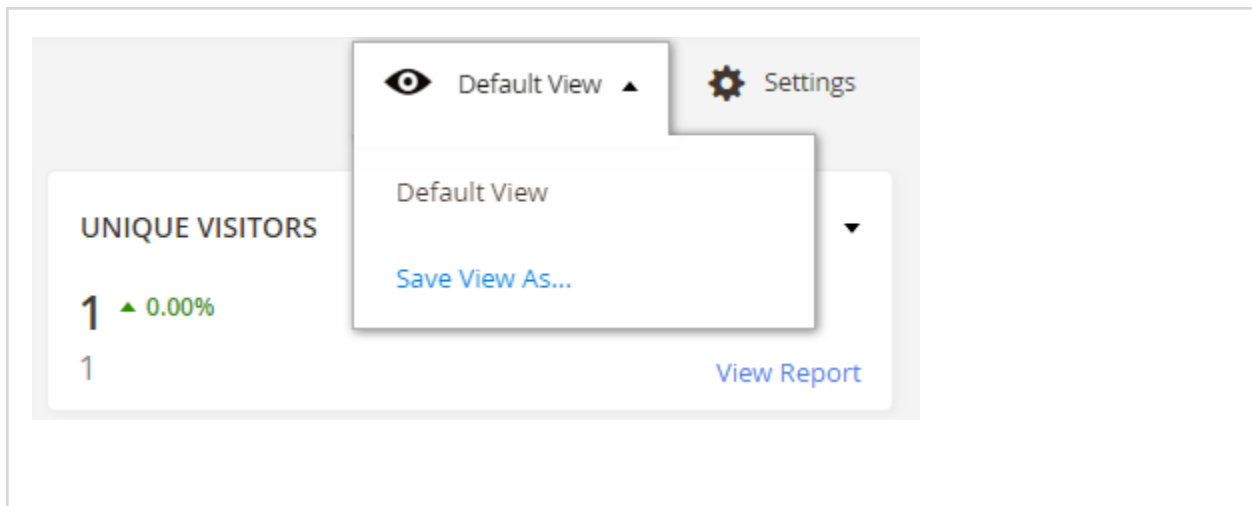 Default View
Settings
Default View
UNIQUE VISITORS
Save View As...
1 0.00%
1
View Report